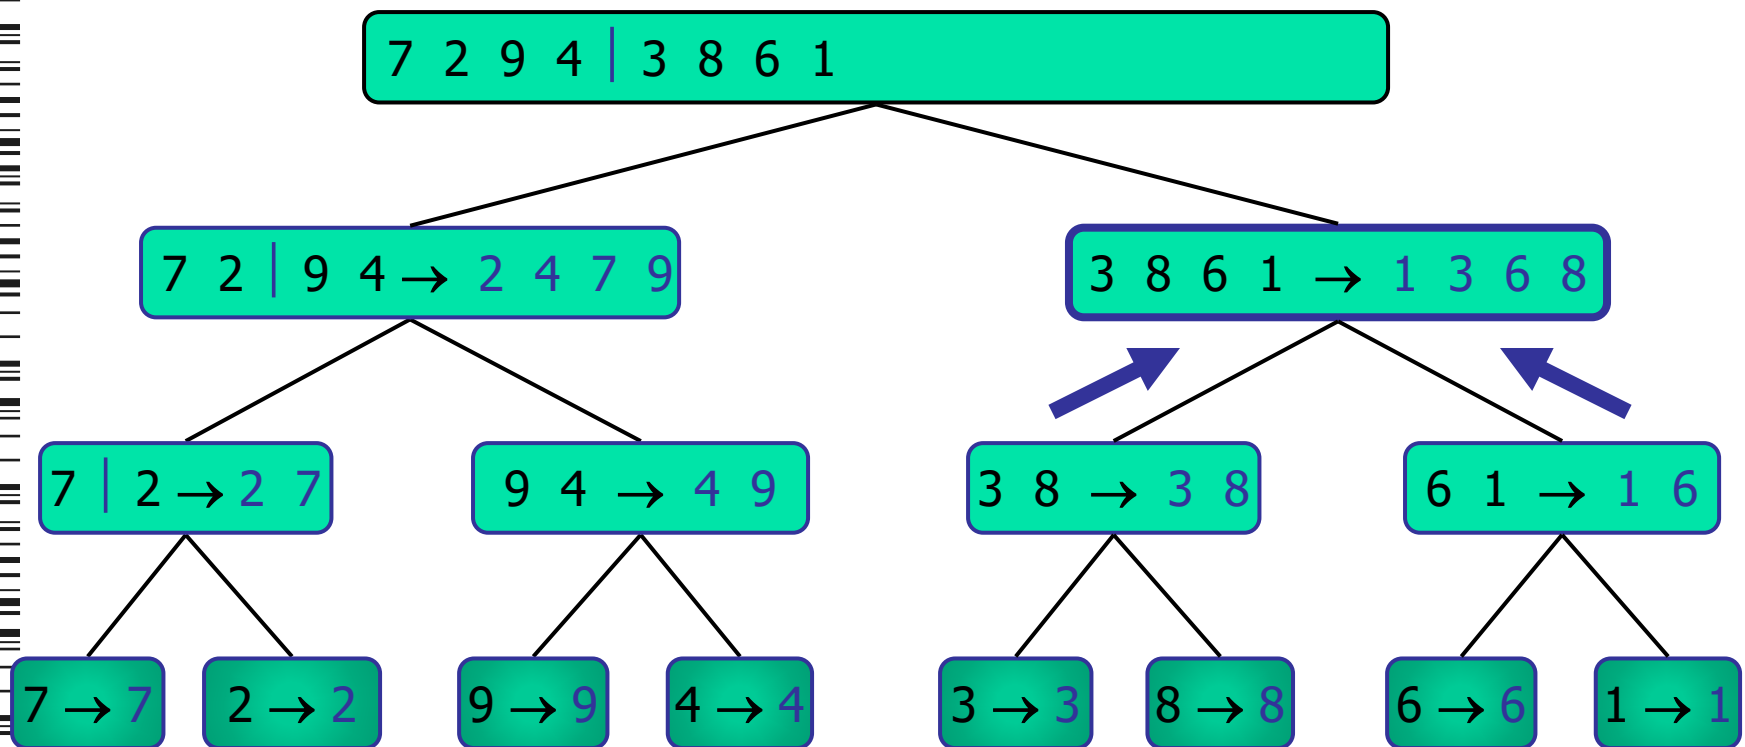 7 2 9 4 | 3 8 6 1
7 2 | 9 4 → 2 4 7 9
3 8 6 1 → 1 3 6 8
7 | 2 → 2 7
9 4 → 4 9
3 8 → 3 8
6 1 → 1 6
7 → 7
2 → 2
9 → 9
4 → 4
3 → 3
8 → 8
6 → 6
1 → 1